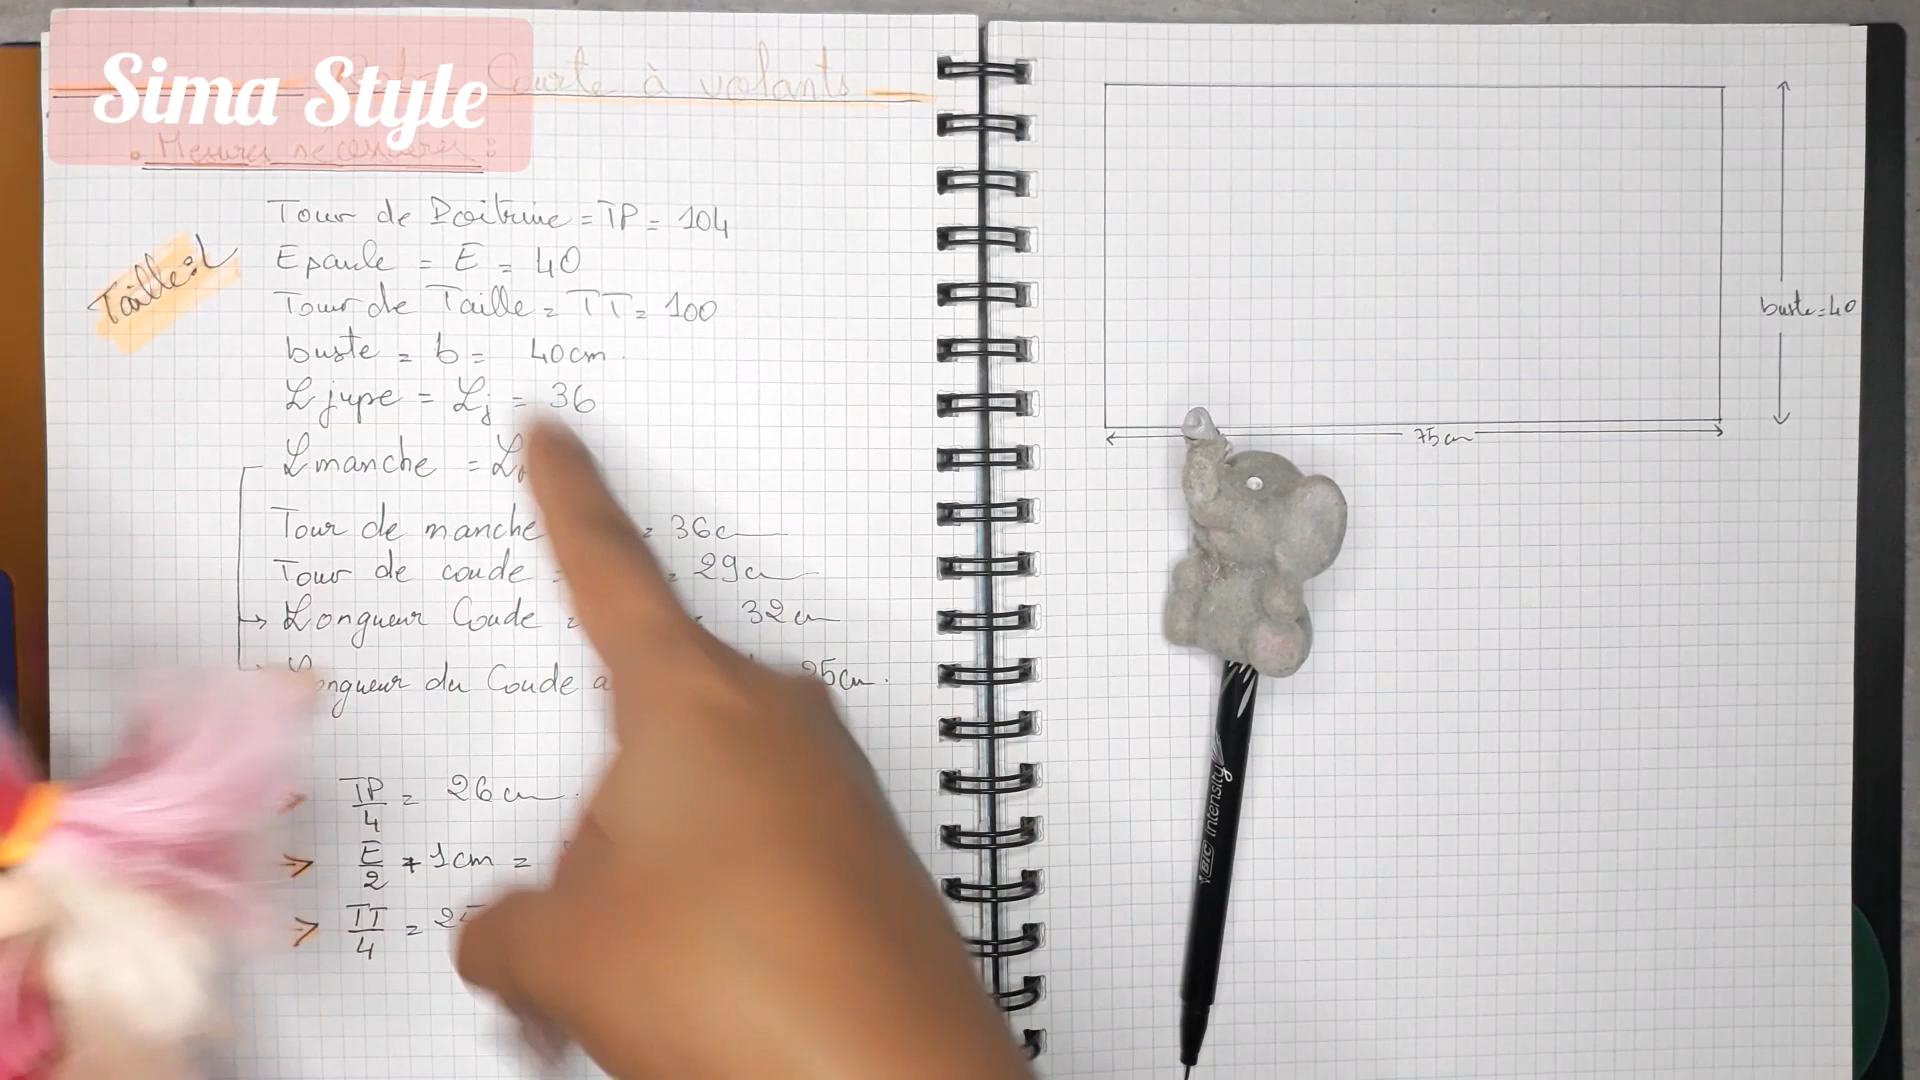 Sima Style
Courte à volants
• Mesures nécessaires :
Taille: L
Tour de Poitrine = TP = 104
Epaule = E = 40
Tour de Taille = TT = 100
buste = b = 40cm.
L jupe = Lj = 36
L manche = L
Tour de manche = 36cm
Tour de coude = 29cm
→ Longueur Coude = 32cm
Longueur du Coude a 25cm.
TP/4 = 26cm.
E/2 + 1cm =
TT/4 =
buste = 40
75cm
BIC intensity